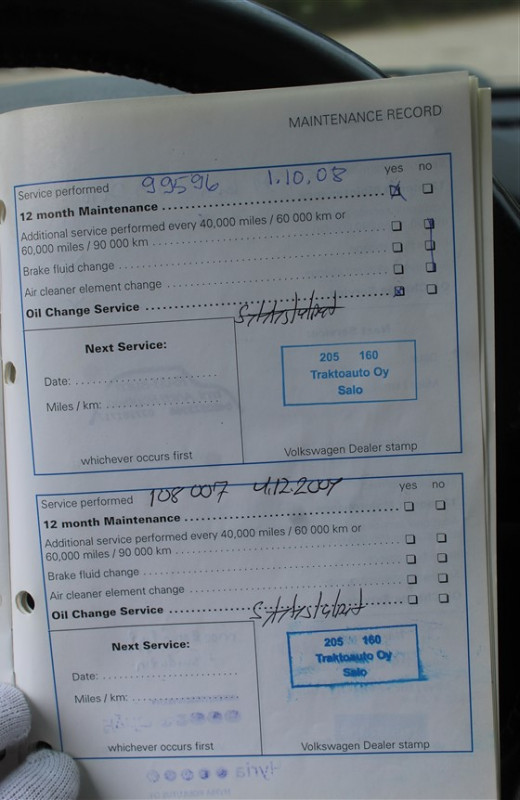 MAINTENANCE RECORD
yes no
Service performed 99596 1.10.08
12 month Maintenance
Additional service performed every 40,000 miles / 60 000 km or
60,000 miles / 90 000 km
Brake fluid change
Air cleaner element change
Oil Change Service
Next Service:
Date:
Miles / km:
whichever occurs first
205 160
Traktoauto Oy
Salo
Volkswagen Dealer stamp
yes no
Service performed 108 007 4.12.2009
12 month Maintenance
Additional service performed every 40,000 miles / 60 000 km or
60,000 miles / 90 000 km
Brake fluid change
Air cleaner element change
Oil Change Service
Next Service:
Date:
Miles / km:
whichever occurs first
205 160
Traktoauto Oy
Salo
Volkswagen Dealer stamp